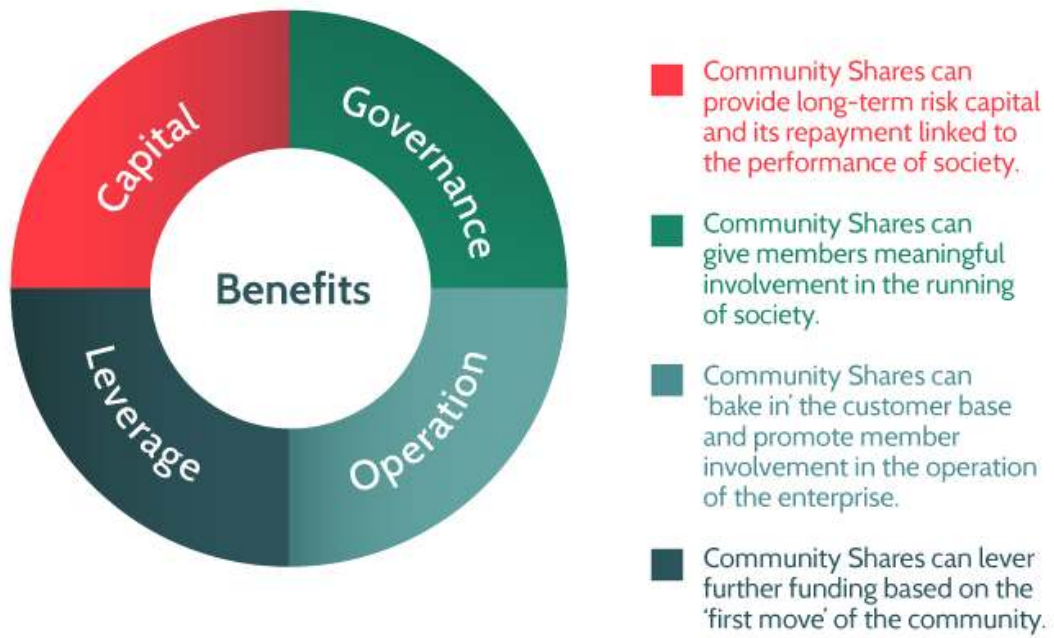 Capital
Governance
Benefits
Leverage
Operation
Community Shares can
provide long-term risk capital
and its repayment linked to
the performance of society.
Community Shares can
give members meaningful
involvement in the running
of society.
Community Shares can
‘bake in’ the customer base
and promote member
involvement in the operation
of the enterprise.
Community Shares can lever
further funding based on the
‘first move’ of the community.